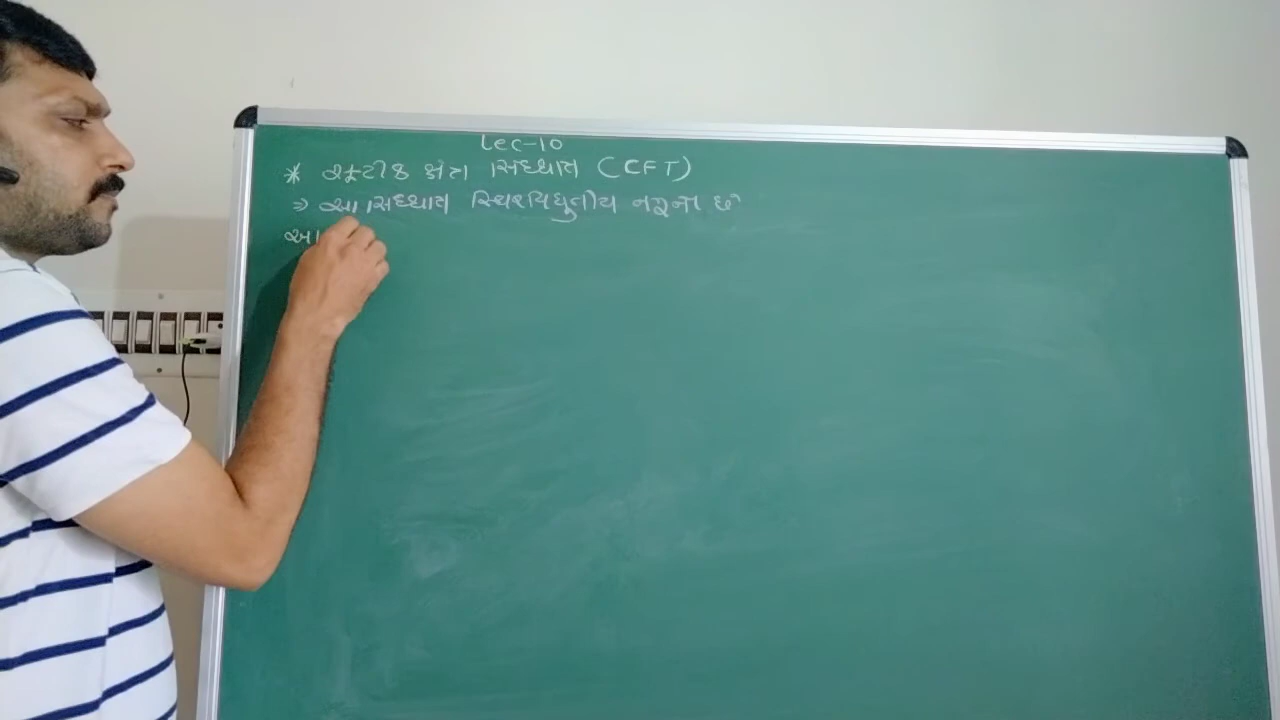 Lec-10
* સ્ફટીક ક્ષેત્ર સિધ્ધાંત (CFT)
⇒ આ સિધ્ધાંત સ્થિરવિધુતીય નમૂના છે
આ